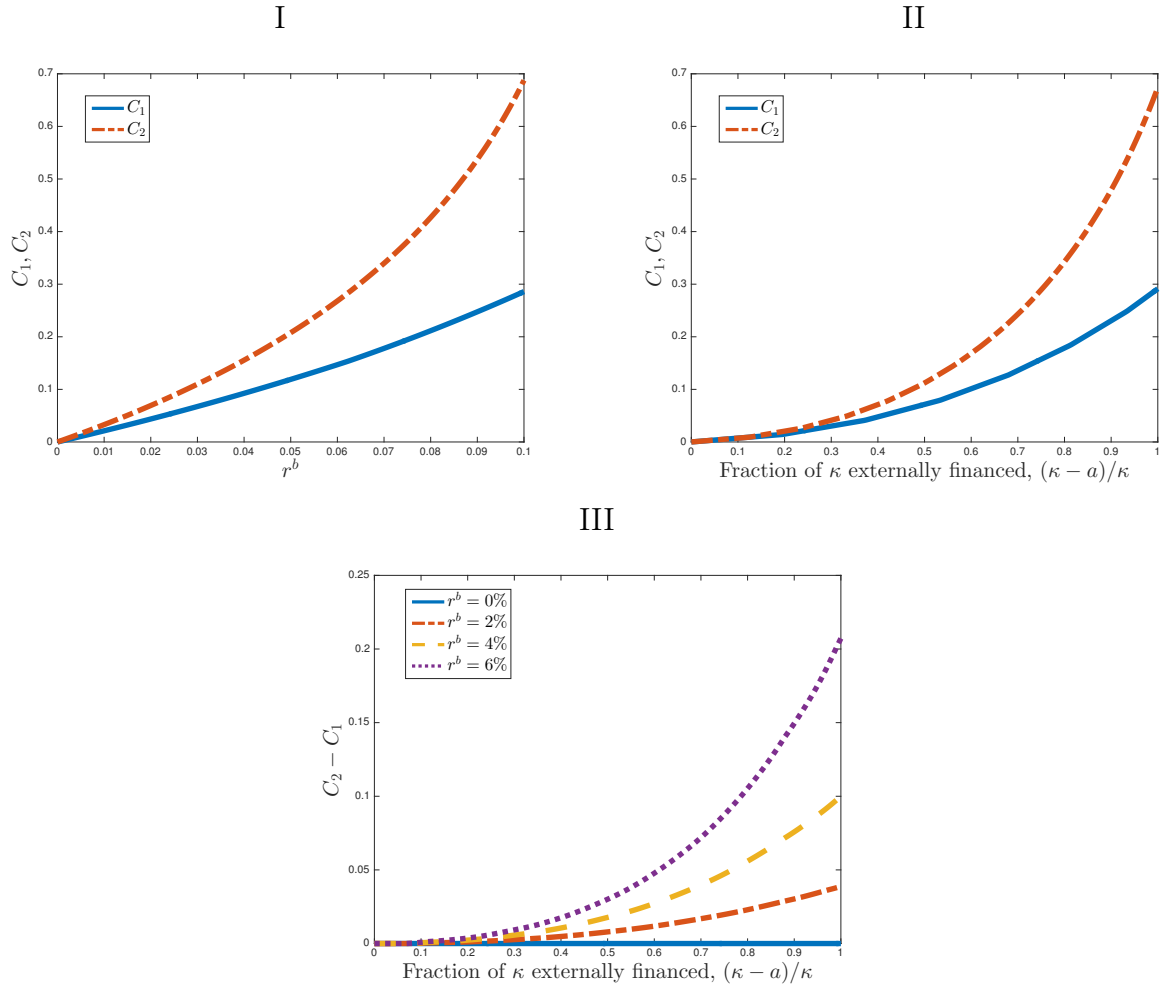 I
0.7
0.6
0.5
0.4
0.3
0.2
0.1
0
C₁, C₂
C₁
C₂
0 0.01 0.02 0.03 0.04 0.05 0.06 0.07 0.08 0.09 0.1
rᵇ
II
0.7
0.6
0.5
0.4
0.3
0.2
0.1
0
C₁, C₂
C₁
C₂
0 0.1 0.2 0.3 0.4 0.5 0.6 0.7 0.8 0.9 1
Fraction of κ externally financed, (κ − a)/κ
III
0.25
0.2
0.15
0.1
0.05
0
C₂ − C₁
rᵇ = 0%
rᵇ = 2%
rᵇ = 4%
rᵇ = 6%
0 0.1 0.2 0.3 0.4 0.5 0.6 0.7 0.8 0.9 1
Fraction of κ externally financed, (κ − a)/κ